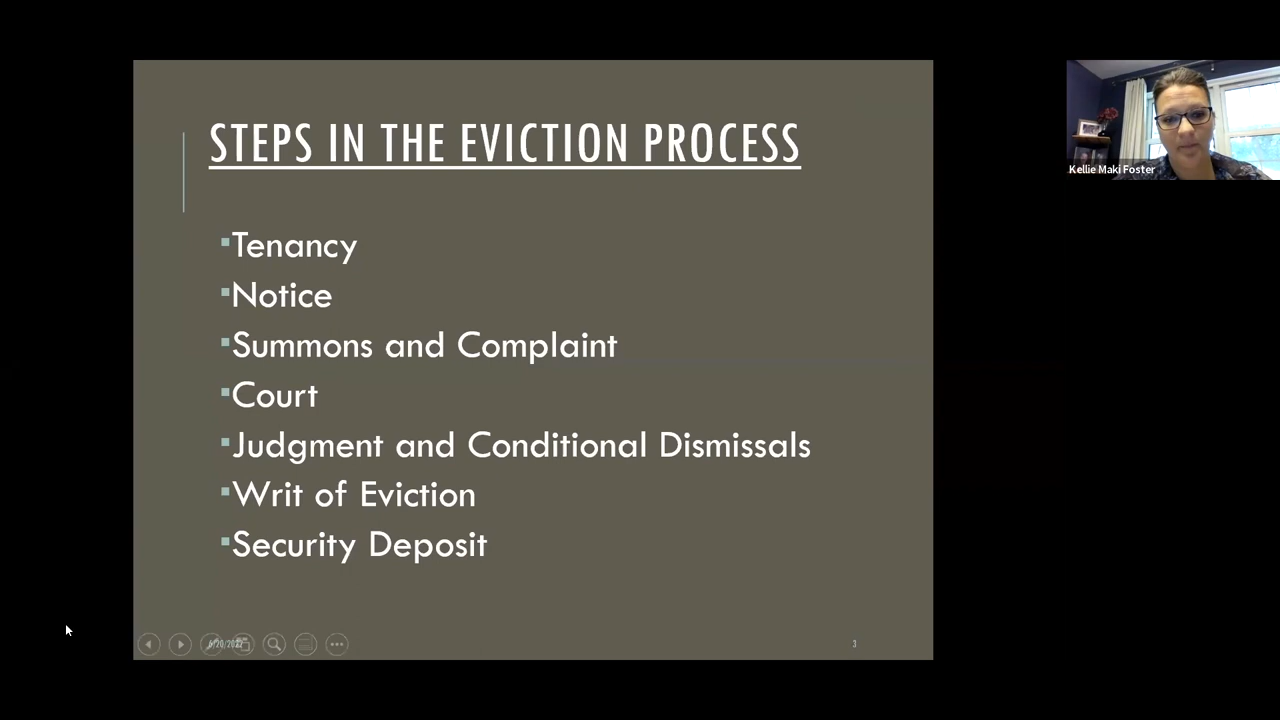 STEPS IN THE EVICTION PROCESS
Tenancy
Notice
Summons and Complaint
Court
Judgment and Conditional Dismissals
Writ of Eviction
Security Deposit
3
Kellie Maki Foster